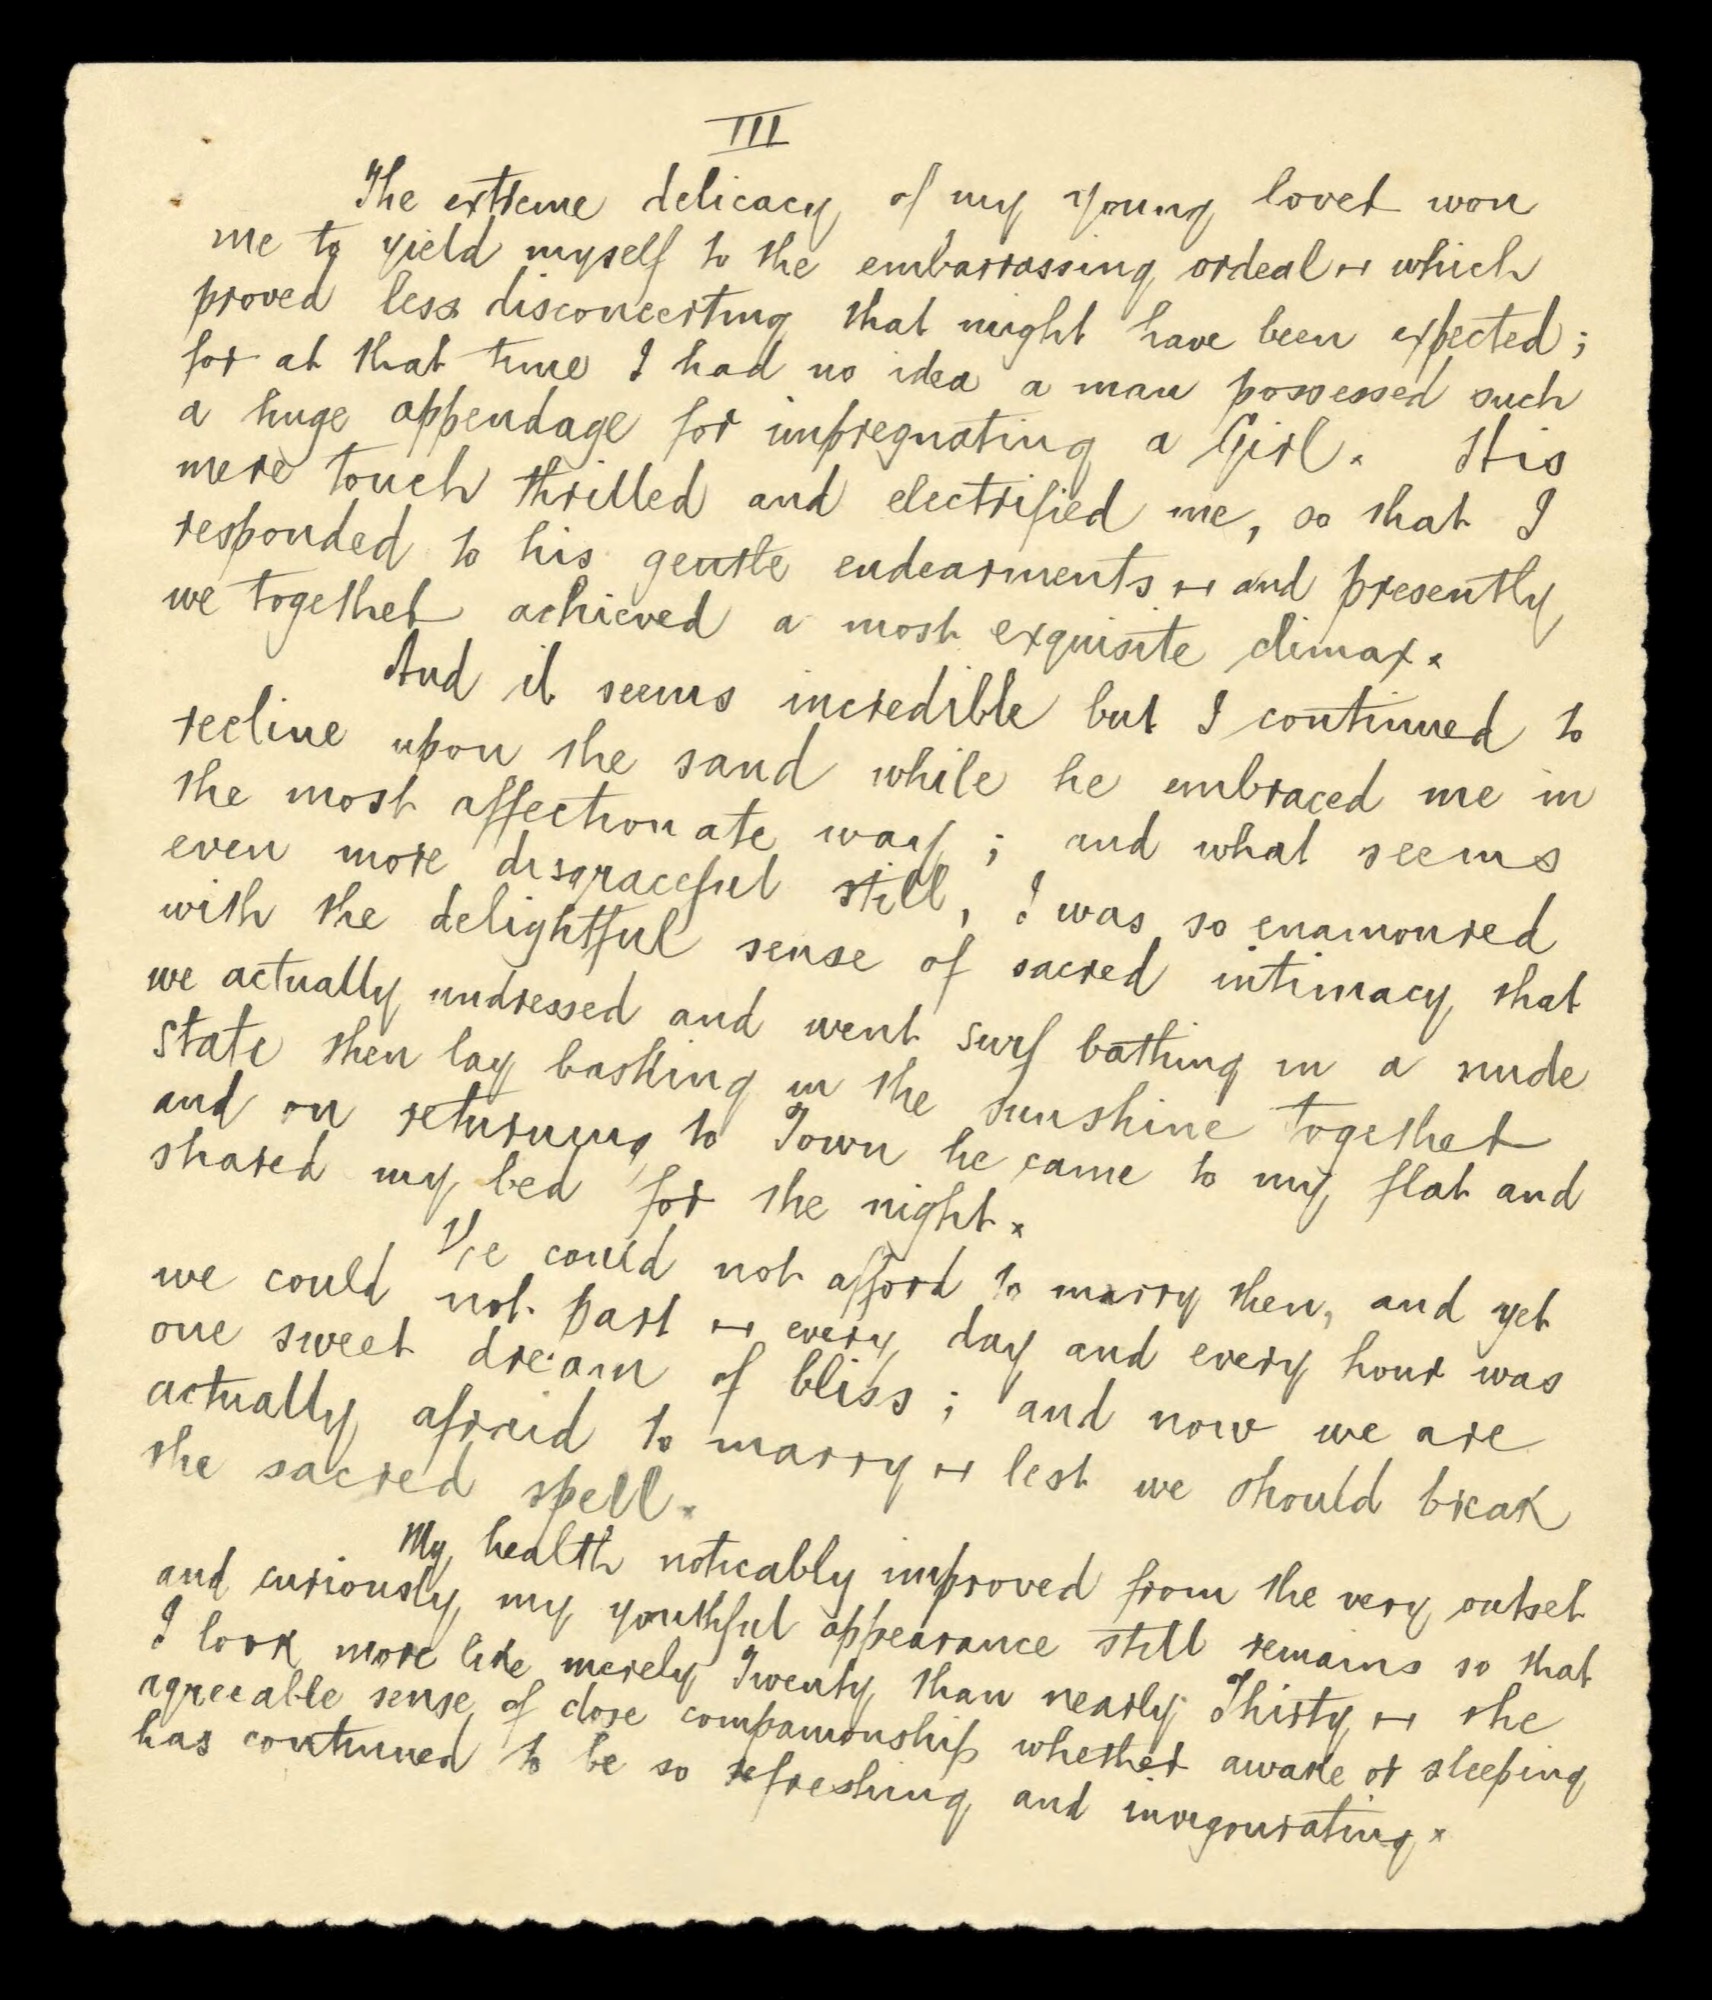 III
The extreme delicacy of my young lover won
me to yield myself to the embarrassing ordeal - which
proved less disconcerting that might have been expected;
for at that time I had no idea a man possessed such
a huge appendage for impregnating a Girl. His
mere touch thrilled and electrified me, so that I
responded to his gentle endearments - and presently
we together achieved a most exquisite climax.
And it seems incredible but I continued to
recline upon the sand while he embraced me in
the most affectionate way; and what seems
even more disgraceful still, I was so enamoured
with the delightful sense of sacred intimacy that
we actually undressed and went surf bathing in a nude
state then lay basking in the sunshine together
and on returning to Town he came to my flat and
shared my bed for the night.
We could not afford to marry then, and yet
we could not part - every day and every hour was
one sweet dream of bliss; and now we are
actually afraid to marry - lest we should break
the sacred spell.
My health noticably improved from the very outset
and curiously my youthful appearance still remains so that
I look more like merely Twenty than nearly Thirty - the
agreeable sense of close companionship whether awake or sleeping
has continued to be so refreshing and invigourating.